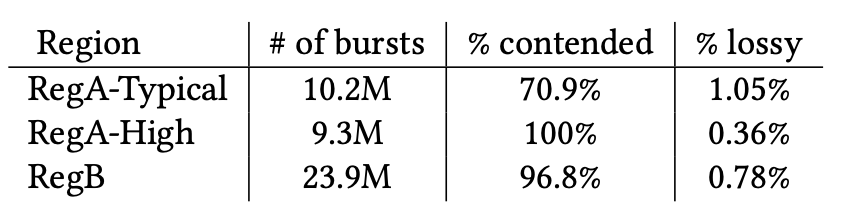 Region # of bursts % contended % lossy
RegA-Typical 10.2M 70.9% 1.05%
RegA-High 9.3M 100% 0.36%
RegB 23.9M 96.8% 0.78%